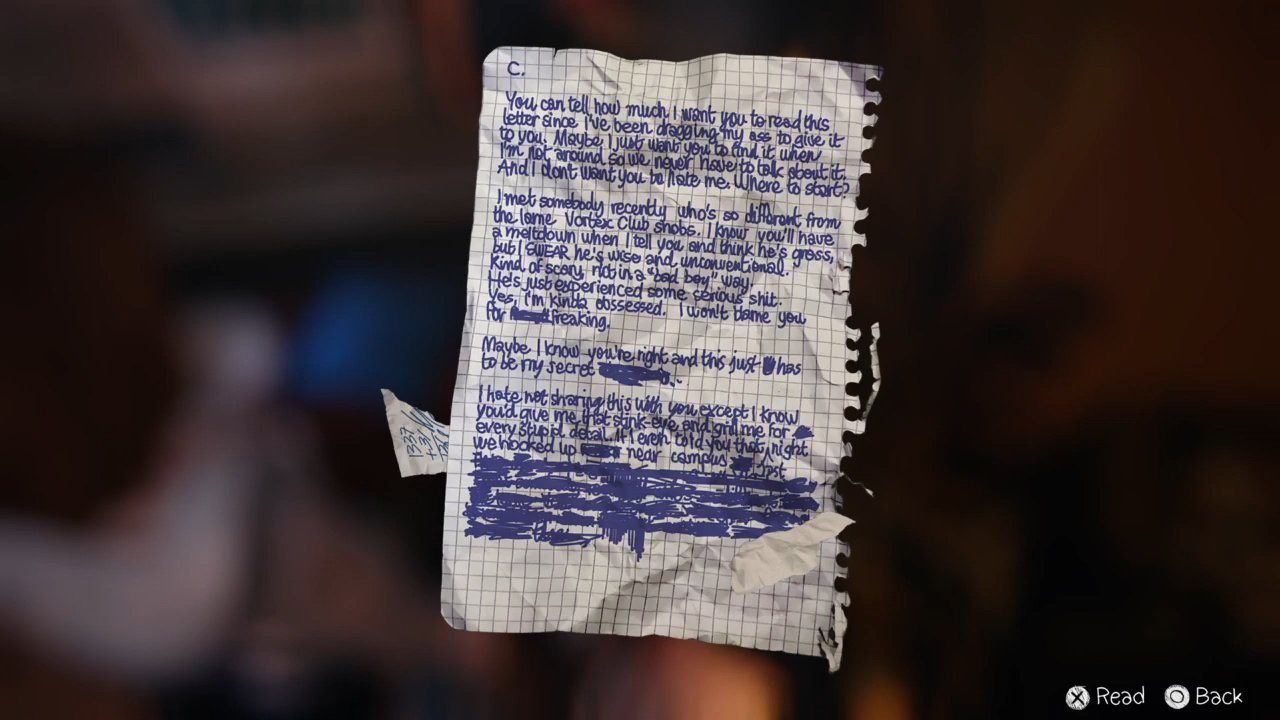 C.
You can tell how much I want you to read this
letter since I've been dragging my ass to give it
to you. Maybe I just want you to find it when
I'm not around so we never have to talk about it.
And I dont want you to hate me. Where to start?
I met somebody recently who's so different from
the lame Vortex Club snobs. I know you'll have
a meltdown when I tell you and think he's gross,
but I SWEAR he's wise and unconventional.
Kind of scary, not in a "bad boy" way.
He's just experienced some serious shit.
Yes, I'm kinda obssessed. I won't blame you
for freaking.
Maybe I know you're right and this just has
to be my secret
I hate not sharing this with you except I know
you'd give me that stink-eye and grill me for
every stupid detail. If I even told you that night
we hooked up near campus Just
1337
Read
Back